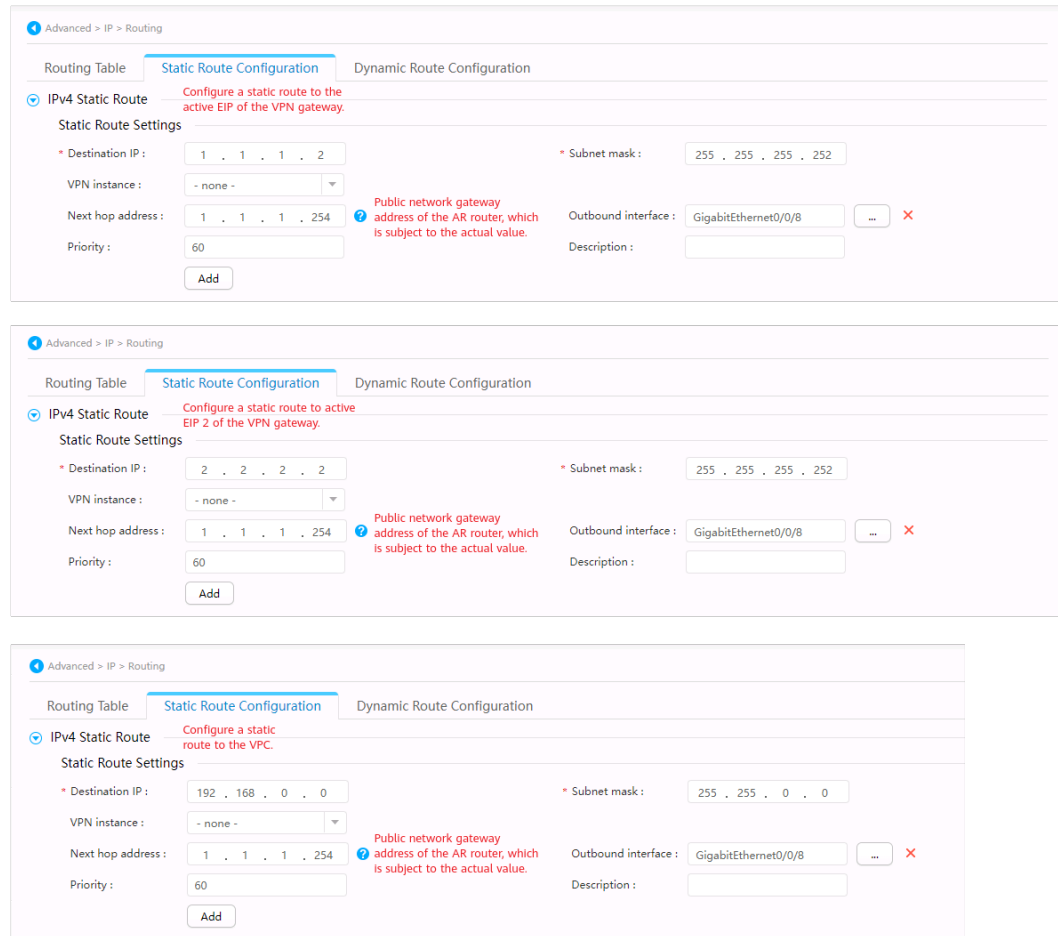 Advanced > IP > Routing
Routing Table Static Route Configuration Dynamic Route Configuration
IPv4 Static Route
Configure a static route to the
active EIP of the VPN gateway.
Static Route Settings
* Destination IP : 1 . 1 . 1 . 2 * Subnet mask : 255 . 255 . 255 . 252
VPN instance : - none -
Next hop address : 1 . 1 . 1 . 254 ? Outbound interface : GigabitEthernet0/0/8 ...
Public network gateway
address of the AR router, which
is subject to the actual value.
Priority : 60 Description :
Add
Advanced > IP > Routing
Routing Table Static Route Configuration Dynamic Route Configuration
IPv4 Static Route
Configure a static route to active
EIP 2 of the VPN gateway.
Static Route Settings
* Destination IP : 2 . 2 . 2 . 2 * Subnet mask : 255 . 255 . 255 . 252
VPN instance : - none -
Next hop address : 1 . 1 . 1 . 254 ? Outbound interface : GigabitEthernet0/0/8 ...
Public network gateway
address of the AR router, which
is subject to the actual value.
Priority : 60 Description :
Add
Advanced > IP > Routing
Routing Table Static Route Configuration Dynamic Route Configuration
IPv4 Static Route
Configure a static
route to the VPC.
Static Route Settings
* Destination IP : 192 . 168 . 0 . 0 * Subnet mask : 255 . 255 . 0 . 0
VPN instance : - none -
Next hop address : 1 . 1 . 1 . 254 ? Outbound interface : GigabitEthernet0/0/8 ...
Public network gateway
address of the AR router, which
is subject to the actual value.
Priority : 60 Description :
Add